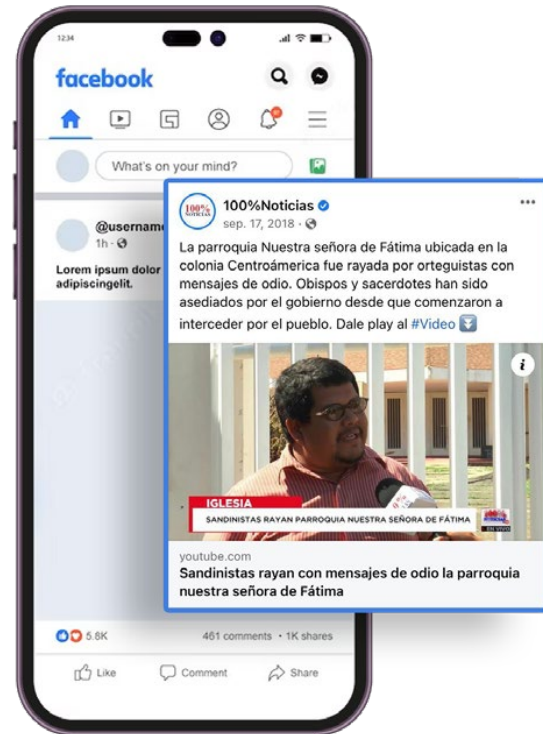 12:34
facebook
What's on your mind?
@usernam
1h
Lorem ipsum dolor
adipiscingelit.
100%Noticias
sep. 17, 2018
La parroquia Nuestra señora de Fátima ubicada en la
colonia Centroámerica fue rayada por orteguistas con
mensajes de odio. Obispos y sacerdotes han sido
asediados por el gobierno desde que comenzaron a
interceder por el pueblo. Dale play al #Video
IGLESIA
SANDINISTAS RAYAN PARROQUIA NUESTRA SEÑORA DE FÁTIMA
youtube.com
Sandinistas rayan con mensajes de odio la parroquia
nuestra señora de Fátima
5.8K 461 comments • 1K shares
Like Comment Share